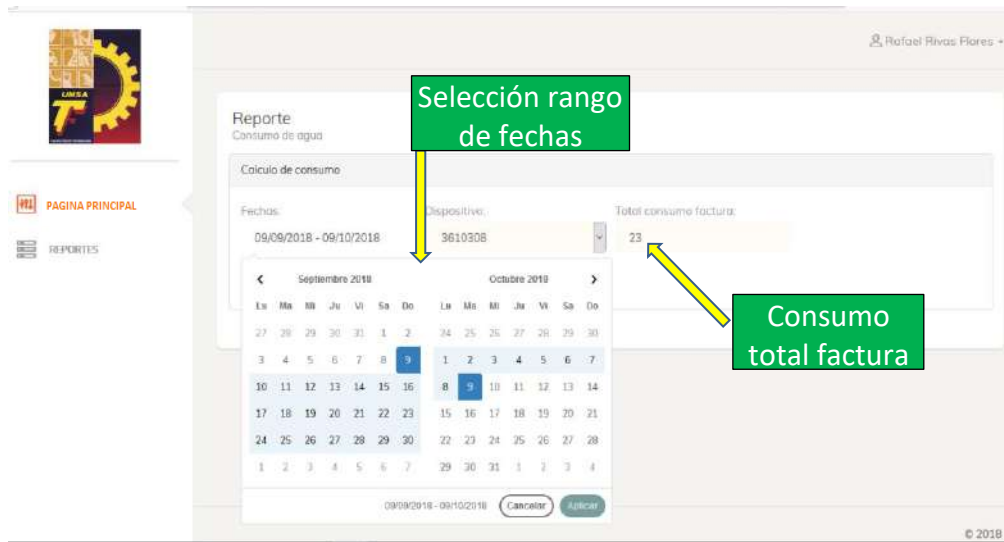 UMSA
Rafael Rivas Flores
Selección rango
de fechas
Reporte
Consumo de agua
Calculo de consumo
PAGINA PRINCIPAL
REPORTES
Fechas: Dispositivo: Total consumo factura:
09/09/2018 - 09/10/2018 3610308 23
Septiembre 2018 Octubre 2018
Lu Ma Mi Ju Vi Sa Do Lu Ma Mi Ju Vi Sa Do
27 28 29 30 31 1 2 24 25 26 27 28 29 30
3 4 5 6 7 8 9 1 2 3 4 5 6 7
10 11 12 13 14 15 16 8 9 10 11 12 13 14
17 18 19 20 21 22 23 15 16 17 18 19 20 21
24 25 26 27 28 29 30 22 23 24 25 26 27 28
1 2 3 4 5 6 7 29 30 31 1 2 3 4
09/09/2018 - 09/10/2018 Cancelar Aplicar
Consumo
total factura
© 2018